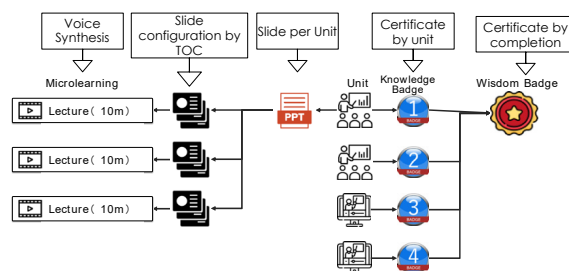 Voice
Synthesis
Slide
configuration by
TOC
Slide per Unit
Certificate
by unit
Certificate by
completion
Microlearning
Unit
Knowledge
Badge
Wisdom Badge
Lecture( 10m)
PPT
1
BADGE
Lecture( 10m)
2
BADGE
Lecture( 10m)
3
BADGE
4
BADGE